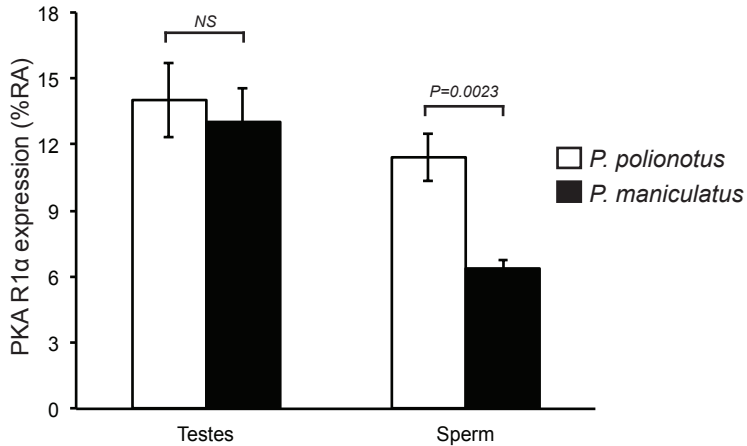 PKA R1α expression (%RA)
18
15
12
9
6
3
0
NS
P=0.0023
P. polionotus
P. maniculatus
Testes
Sperm